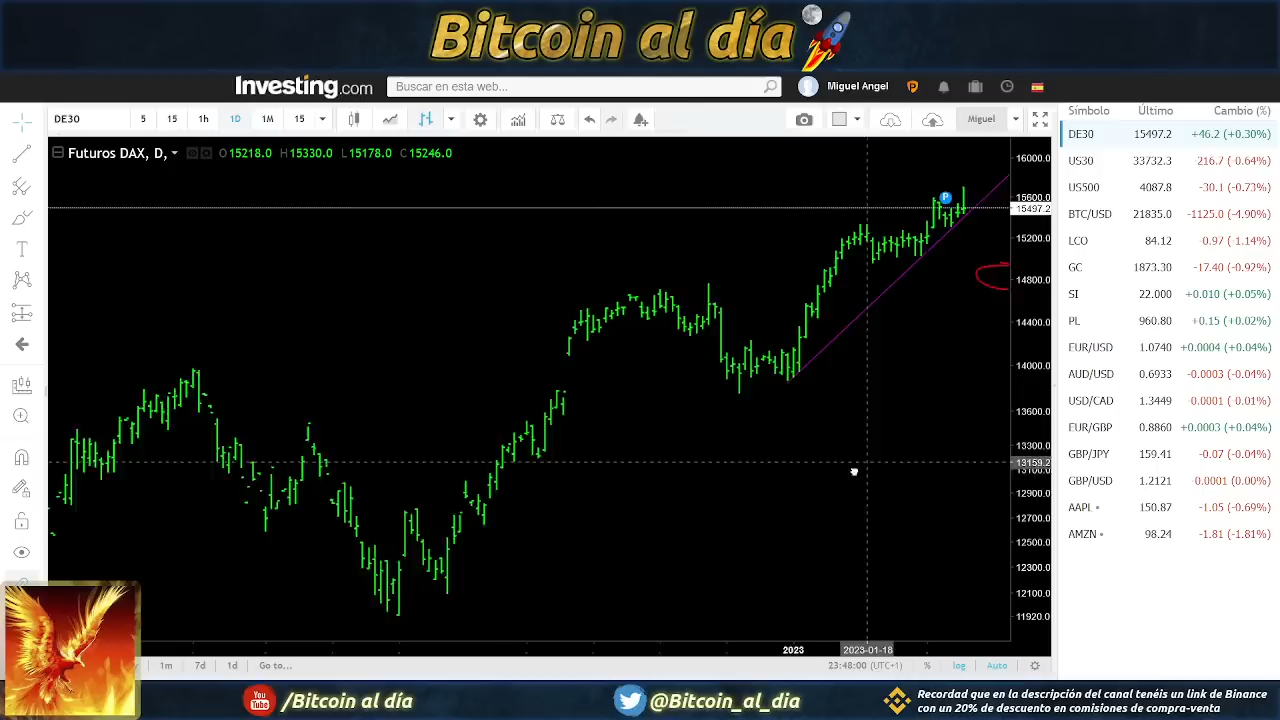 Bitcoin al día
Investing.com
Buscar en esta web...
Miguel Angel
DE30
5
15
1h
1D
1M
15
Miguel
Futuros DAX, D,
O 15218.0 H 15330.0 L 15178.0 C 15246.0
P
16000.0
15600.0
15497.2
15200.0
14800.0
14400.0
14000.0
13600.0
13300.0
13159.2
12900.0
12700.0
12500.0
12300.0
12100.0
11920.0
2023
2023-01-18
1m
7d
1d
Go to...
23:48:00 (UTC+1)
%
log
Auto
Símbolo Último Cambio (%)
DE30 15497.2 +46.2 (+0.30%)
US30 33732.3 -216.7 (-0.64%)
US500 4087.8 -30.1 (-0.73%)
BTC/USD 21835.0 -1125.0 (-4.90%)
LCO 84.12 -0.97 (-1.14%)
GC 1873.30 -17.40 (-0.92%)
SI 22.000 +0.010 (+0.05%)
PL 960.80 +0.15 (+0.02%)
EUR/USD 1.0740 +0.0004 (+0.04%)
AUD/USD 0.6933 -0.0003 (-0.04%)
USD/CAD 1.3449 -0.0001 (-0.01%)
EUR/GBP 0.8860 +0.0003 (+0.04%)
GBP/JPY 159.41 -0.07 (-0.04%)
GBP/USD 1.2121 -0.0001 (0.00%)
AAPL 150.87 -1.05 (-0.69%)
AMZN 98.24 -1.81 (-1.81%)
You Tube
/Bitcoin al día
@Bitcoin_al_dia
Recordad que en la descripción del canal tenéis un link de Binance
con un 20% de descuento en comisiones de compra-venta